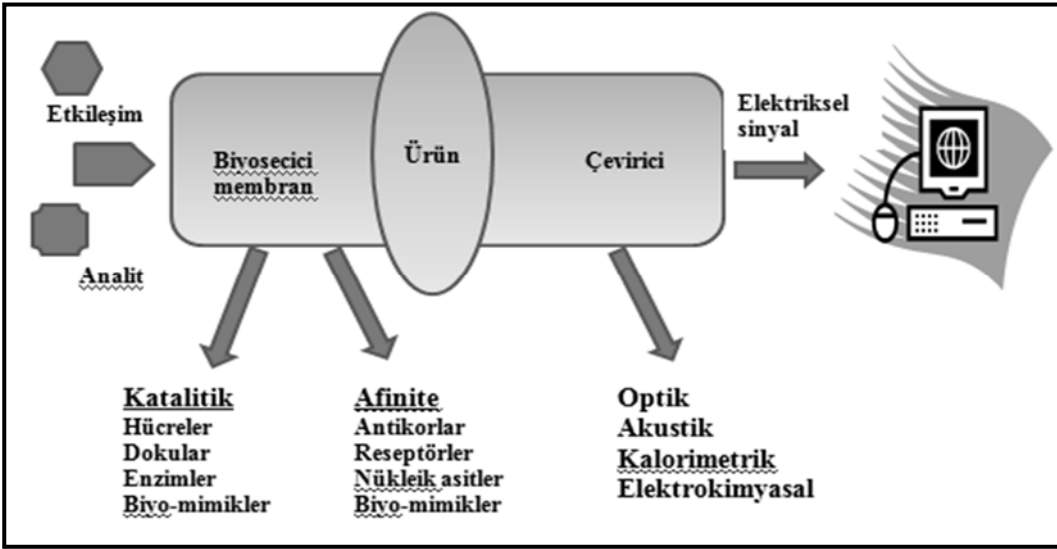 Etkileşim
Analit
Biyosecici
membran
Ürün
Çevirici
Elektriksel
sinyal
Katalitik
Hücreler
Dokular
Enzimler
Biyo-mimikler
Afinite
Antikorlar
Reseptörler
Nükleik asitler
Biyo-mimikler
Optik
Akustik
Kalorimetrik
Elektrokimyasal